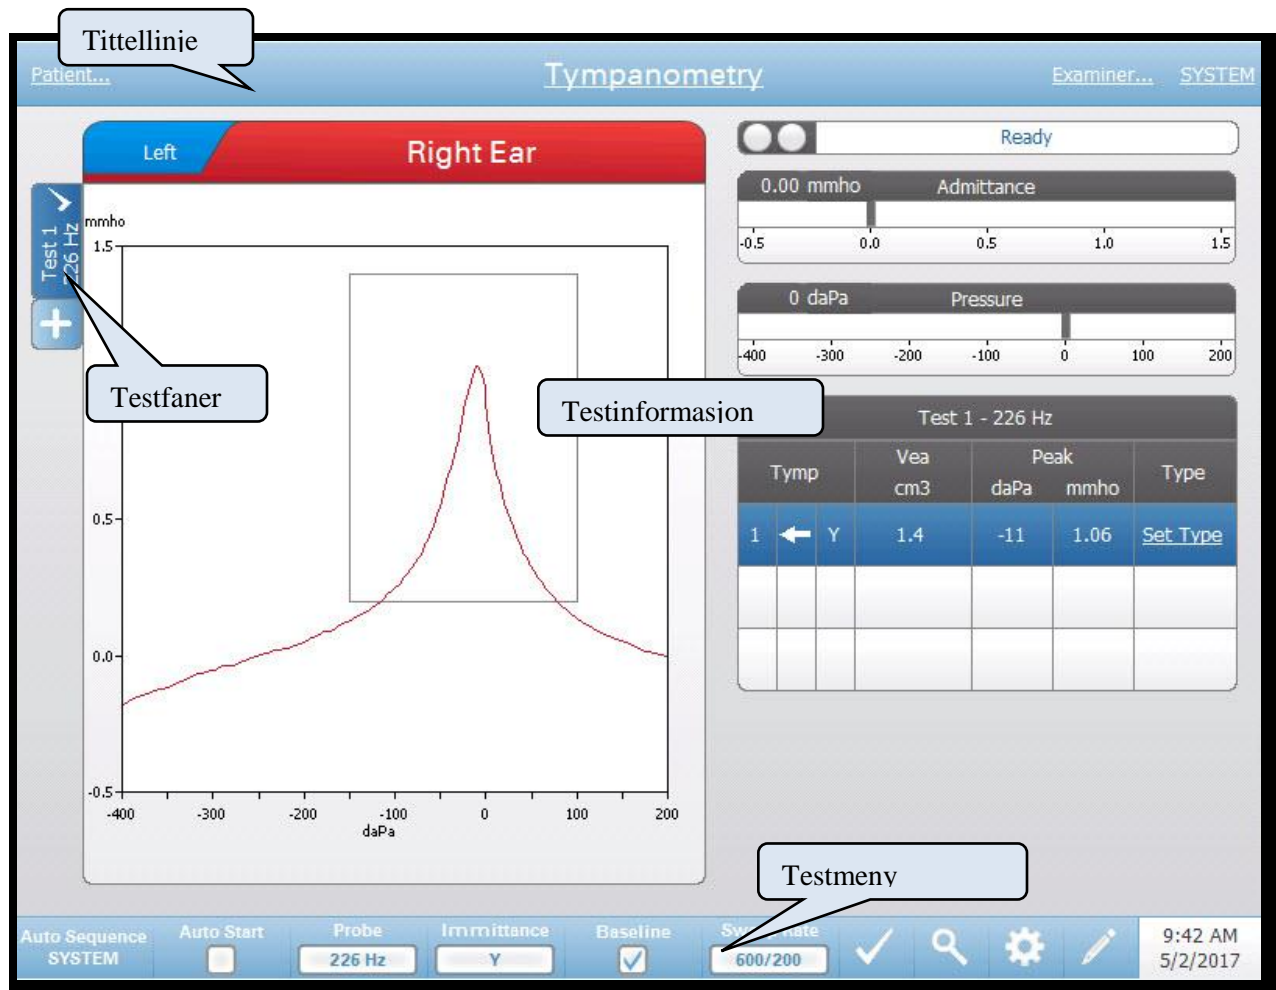 Tittellinje
Patient...
Tympanometry
Examiner...
SYSTEM
Left
Right Ear
Test 1
226 Hz
mmho
1.5
0.5
0.0
-0.5
-400
-300
-200
-100
0
100
200
daPa
Testfaner
Testinformasjon
Ready
0.00 mmho Admittance
-0.5 0.0 0.5 1.0 1.5
0 daPa Pressure
-400 -300 -200 -100 0 100 200
Test 1 - 226 Hz
Tymp
Vea
cm3
Peak
daPa mmho
Type
1 Y 1.4 -11 1.06 Set Type
Testmeny
Auto Sequence
SYSTEM
Auto Start
Probe
226 Hz
Immittance
Y
Baseline
Sweep Rate
600/200
9:42 AM
5/2/2017